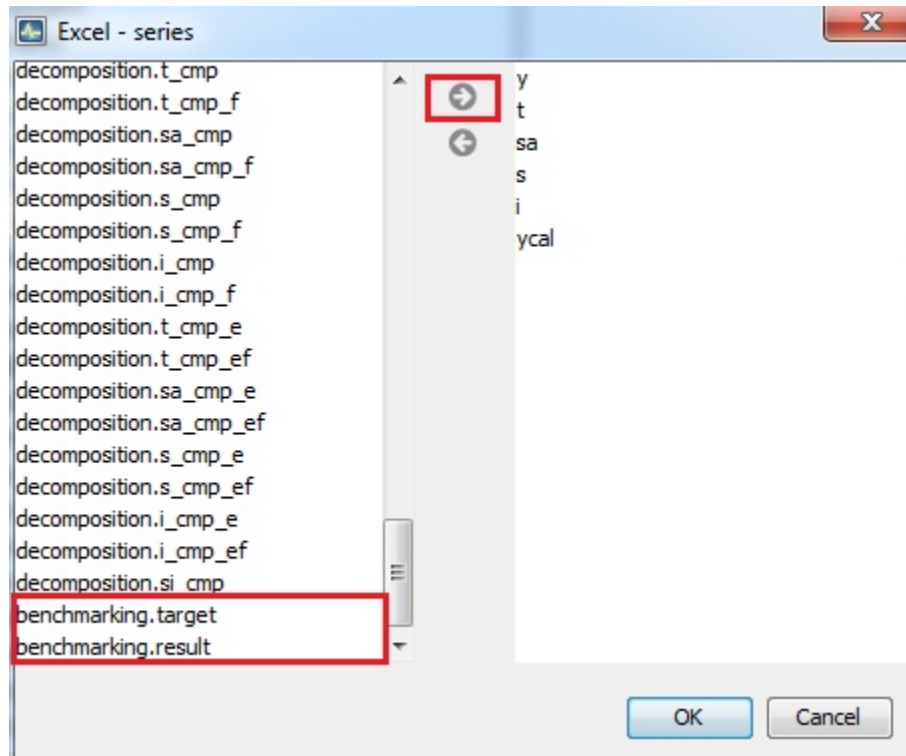 Excel - series
decomposition.t_cmp
decomposition.t_cmp_f
decomposition.sa_cmp
decomposition.sa_cmp_f
decomposition.s_cmp
decomposition.s_cmp_f
decomposition.i_cmp
decomposition.i_cmp_f
decomposition.t_cmp_e
decomposition.t_cmp_ef
decomposition.sa_cmp_e
decomposition.sa_cmp_ef
decomposition.s_cmp_e
decomposition.s_cmp_ef
decomposition.i_cmp_e
decomposition.i_cmp_ef
decomposition.si_cmp
benchmarking.target
benchmarking.result
y
t
sa
s
i
ycal
OK
Cancel